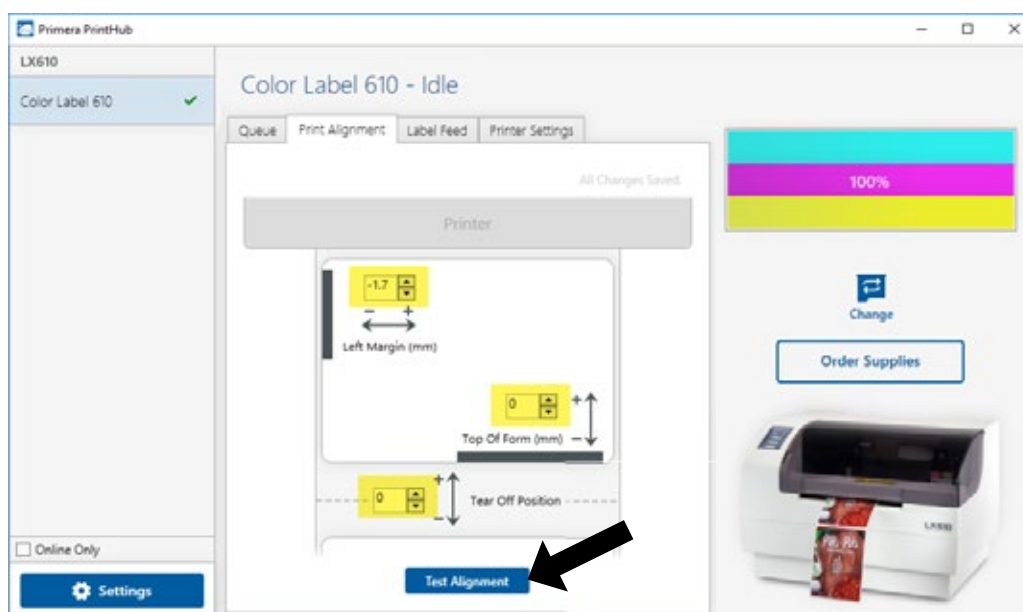 Primera PrintHub
LX610
Color Label 610
Color Label 610 - Idle
Queue Print Alignment Label Feed Printer Settings
All Changes Saved.
100%
Printer
-1.7
- +
Left Margin (mm)
Change
Order Supplies
0 +
Top Of Form (mm) -
0 +
Tear Off Position
-
Online Only
Settings
Test Alignment